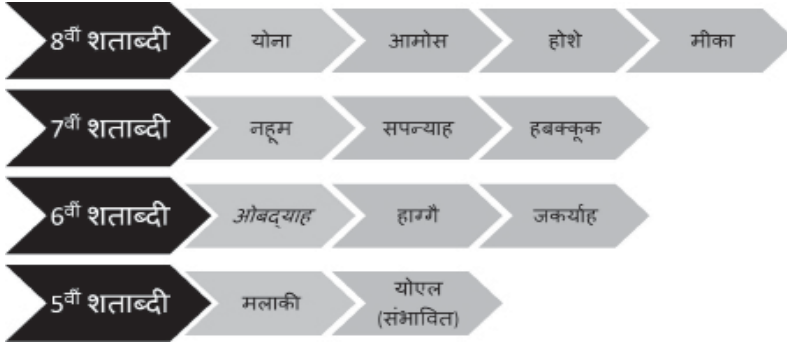 8वीं शताब्दी योना आमोस होशे मीका
7वीं शताब्दी नहूम सपन्याह हबक्कूक
6वीं शताब्दी ओबद्याह हाग्गै जकर्याह
5वीं शताब्दी मलाकी योएल
(संभावित)